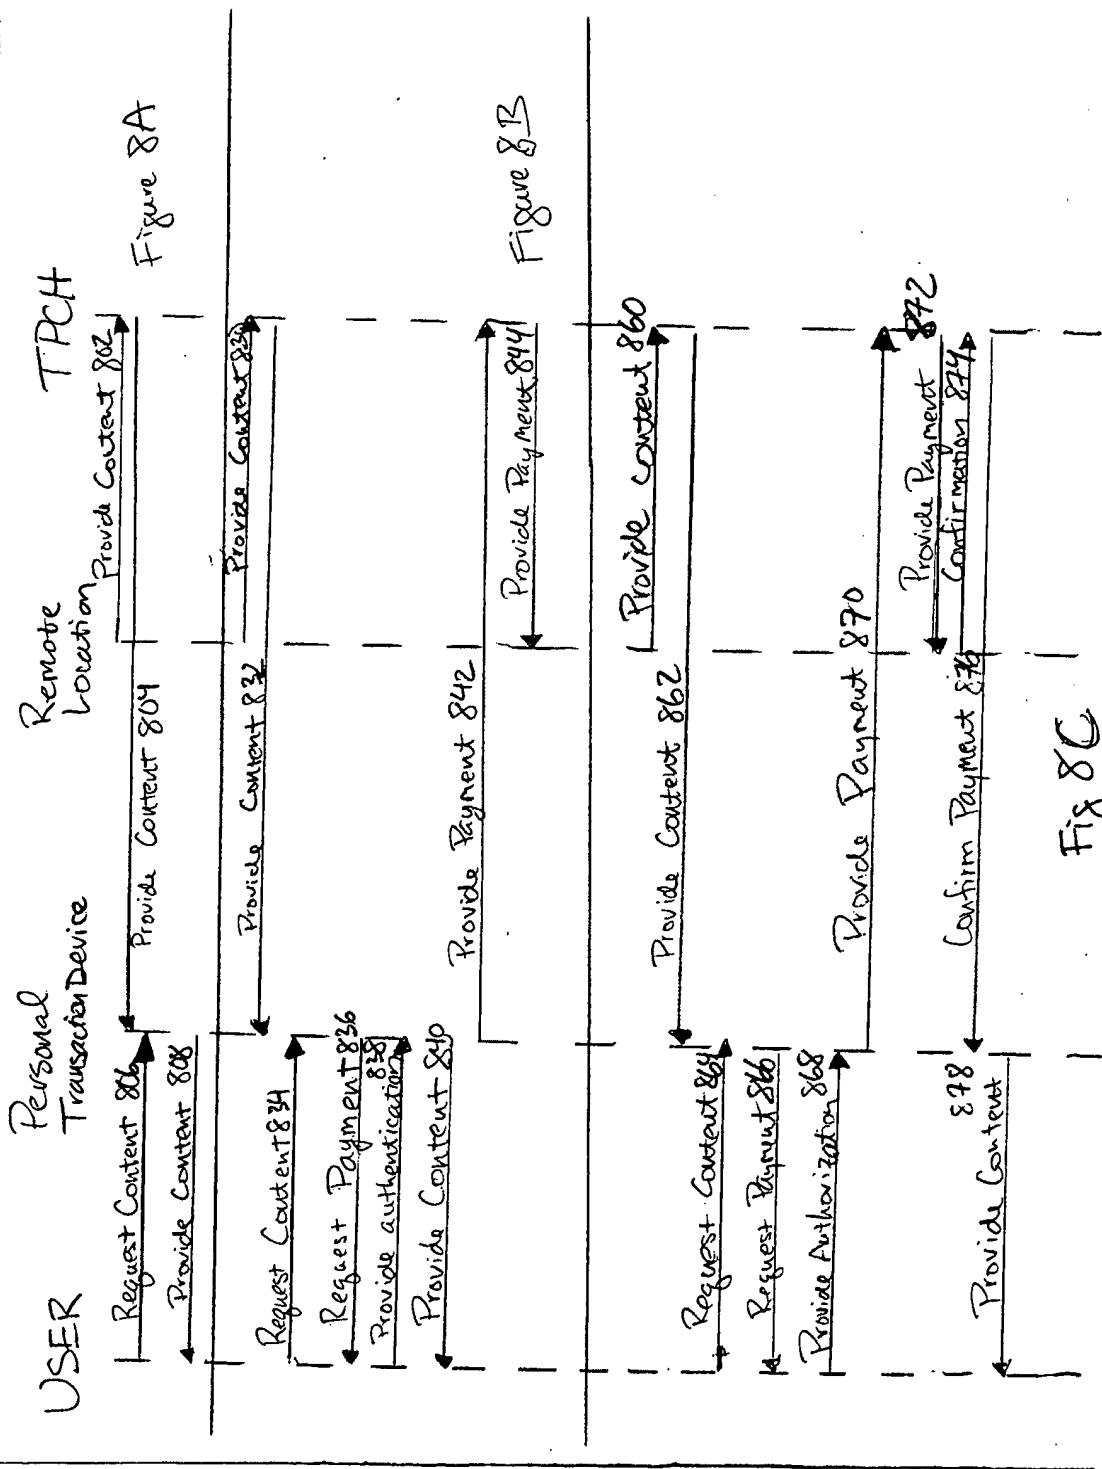 USER
Personal
Transaction Device
Remote
Location
TPCH
Provide Content 802
Provide Content 804
Request Content 806
Provide Content 808
Figure 8A
Provide Content 830
Provide Content 832
Request Content 834
Request Payment 836
Provide authentication 838
Provide Content 840
Provide Payment 842
Provide Payment 844
Figure 8B
Provide Content 860
Provide Content 862
Request Content 864
Request Payment 866
Provide Authorization 868
Provide Payment 870
Provide Payment 872
Confirmation 874
Confirm Payment 876
878
Provide Content
Fig 8C